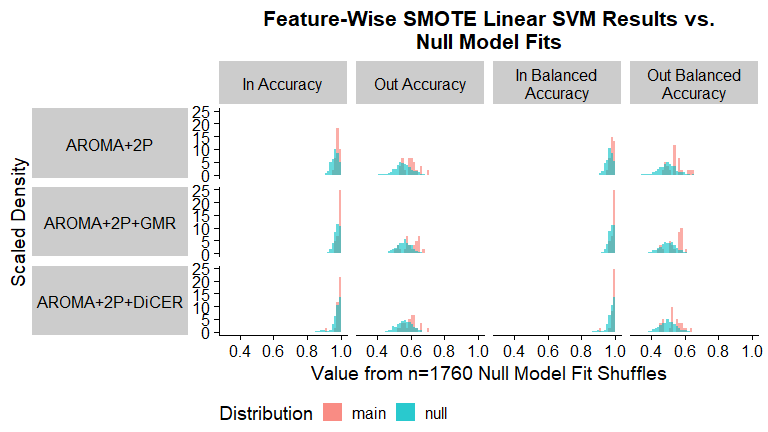 Feature-Wise SMOTE Linear SVM Results vs.
Null Model Fits
In Accuracy
Out Accuracy
In Balanced
Accuracy
Out Balanced
Accuracy
Scaled Density
AROMA+2P
25
20
15
10
5
0
AROMA+2P+GMR
25
20
15
10
5
0
AROMA+2P+DiCER
25
20
15
10
5
0
0.4 0.6 0.8 1.0 0.4 0.6 0.8 1.0 0.4 0.6 0.8 1.0 0.4 0.6 0.8 1.0
Value from n=1760 Null Model Fit Shuffles
Distribution main null